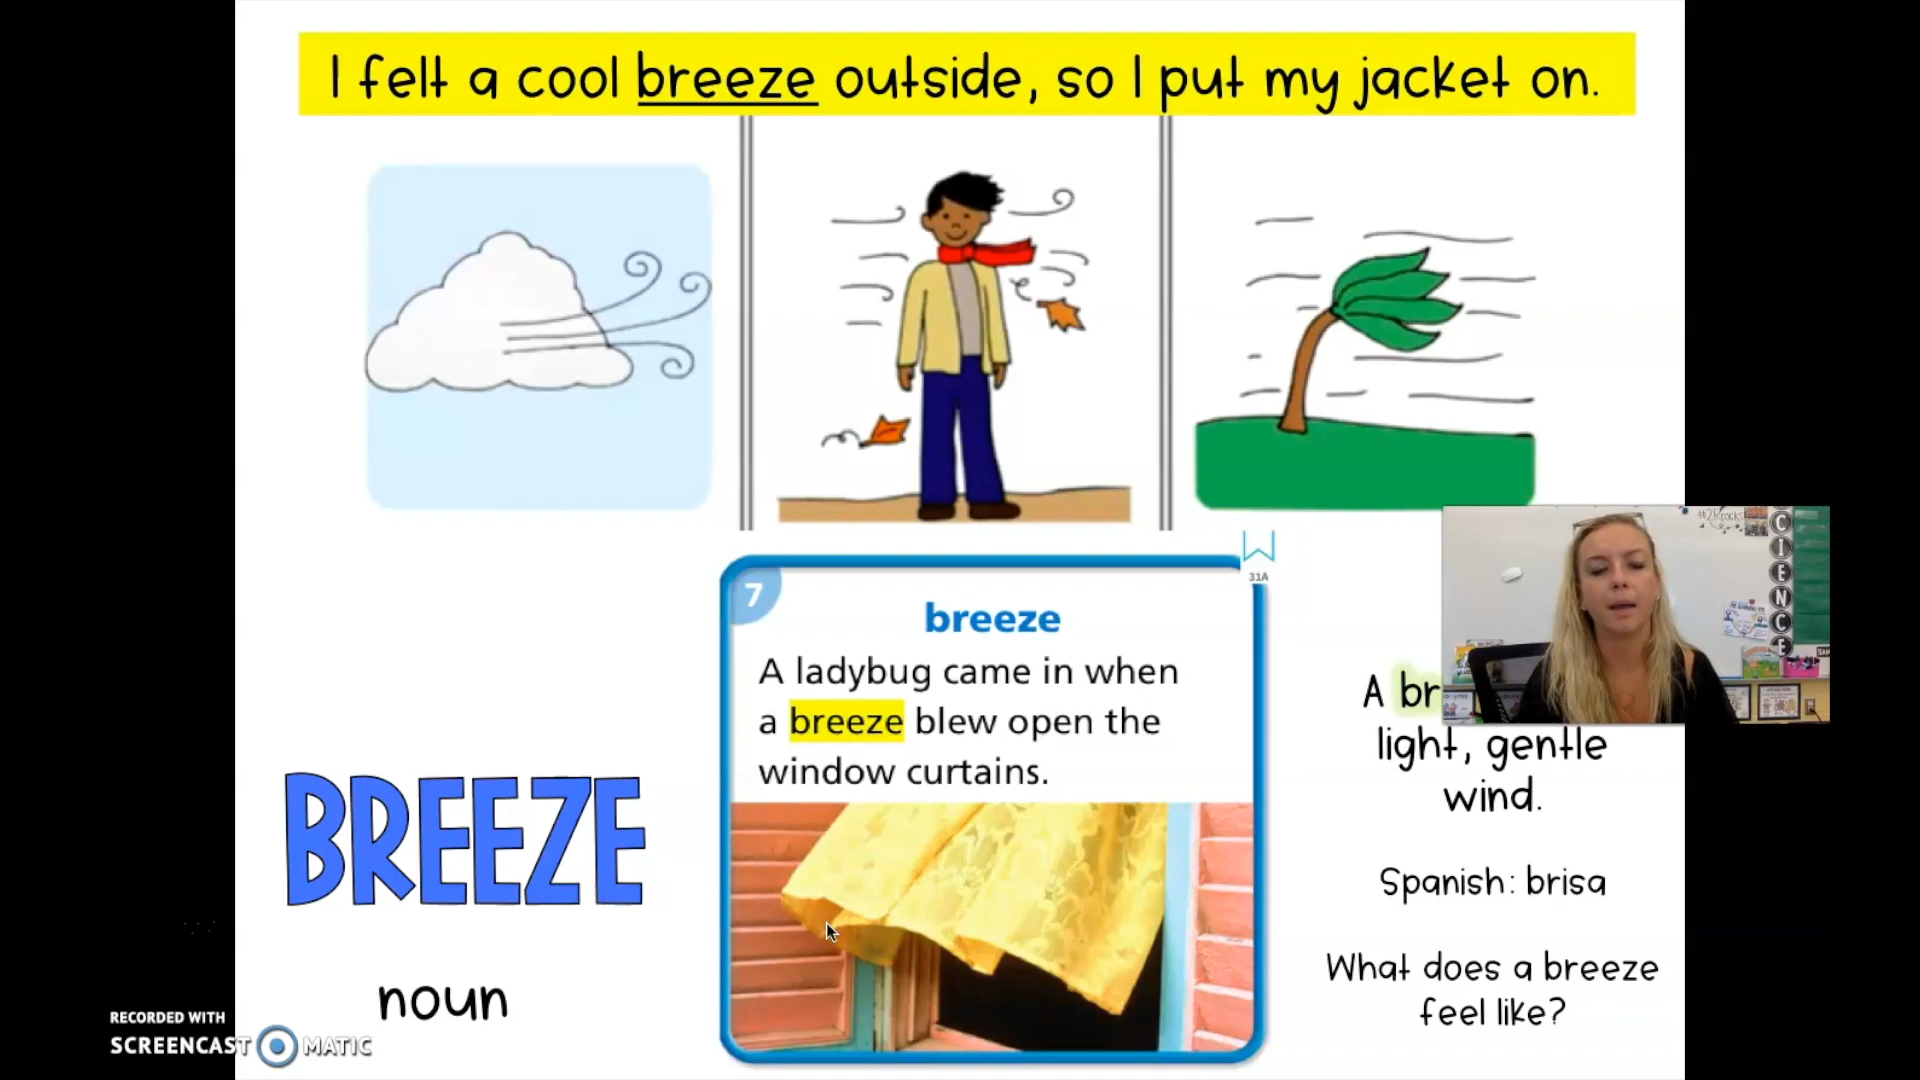 I felt a cool breeze outside, so I put my jacket on.
7
31A
breeze
A ladybug came in when
a breeze blew open the
window curtains.
BREEZE
noun
A br
light, gentle
wind.
Spanish: brisa
What does a breeze
feel like?
CIENCE
RECORDED WITH
SCREENCAST MATIC